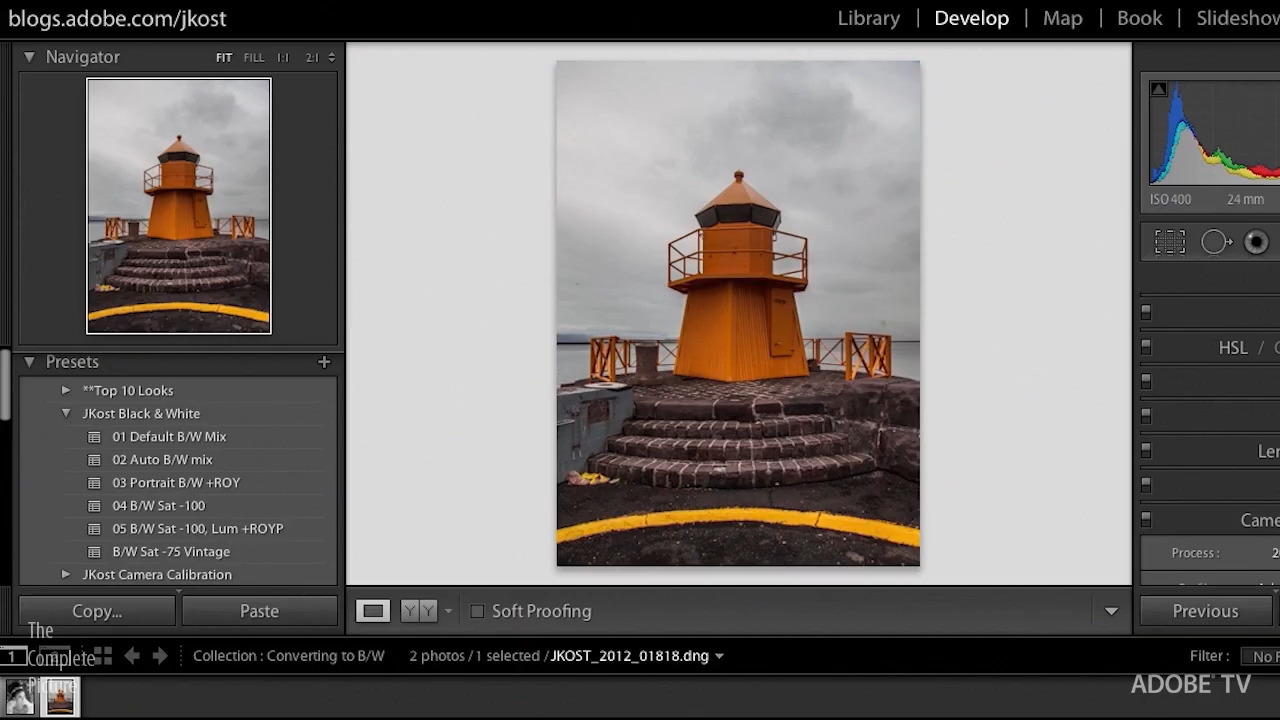 blogs.adobe.com/jkost
Library | Develop | Map | Book | Slideshow
Navigator FIT FILL 1:1 2:1
ISO 400 24 mm
Presets +
**Top 10 Looks
JKost Black & White
01 Default B/W Mix
02 Auto B/W mix
03 Portrait B/W +ROY
04 B/W Sat -100
05 B/W Sat -100, Lum +ROYP
B/W Sat -75 Vintage
JKost Camera Calibration
HSL /
Process :
Copy... Paste
Y Y Soft Proofing
Previous
The
Complete
Picture
1 Collection : Converting to B/W 2 photos / 1 selected / JKOST_2012_01818.dng
Filter :
ADOBE TV